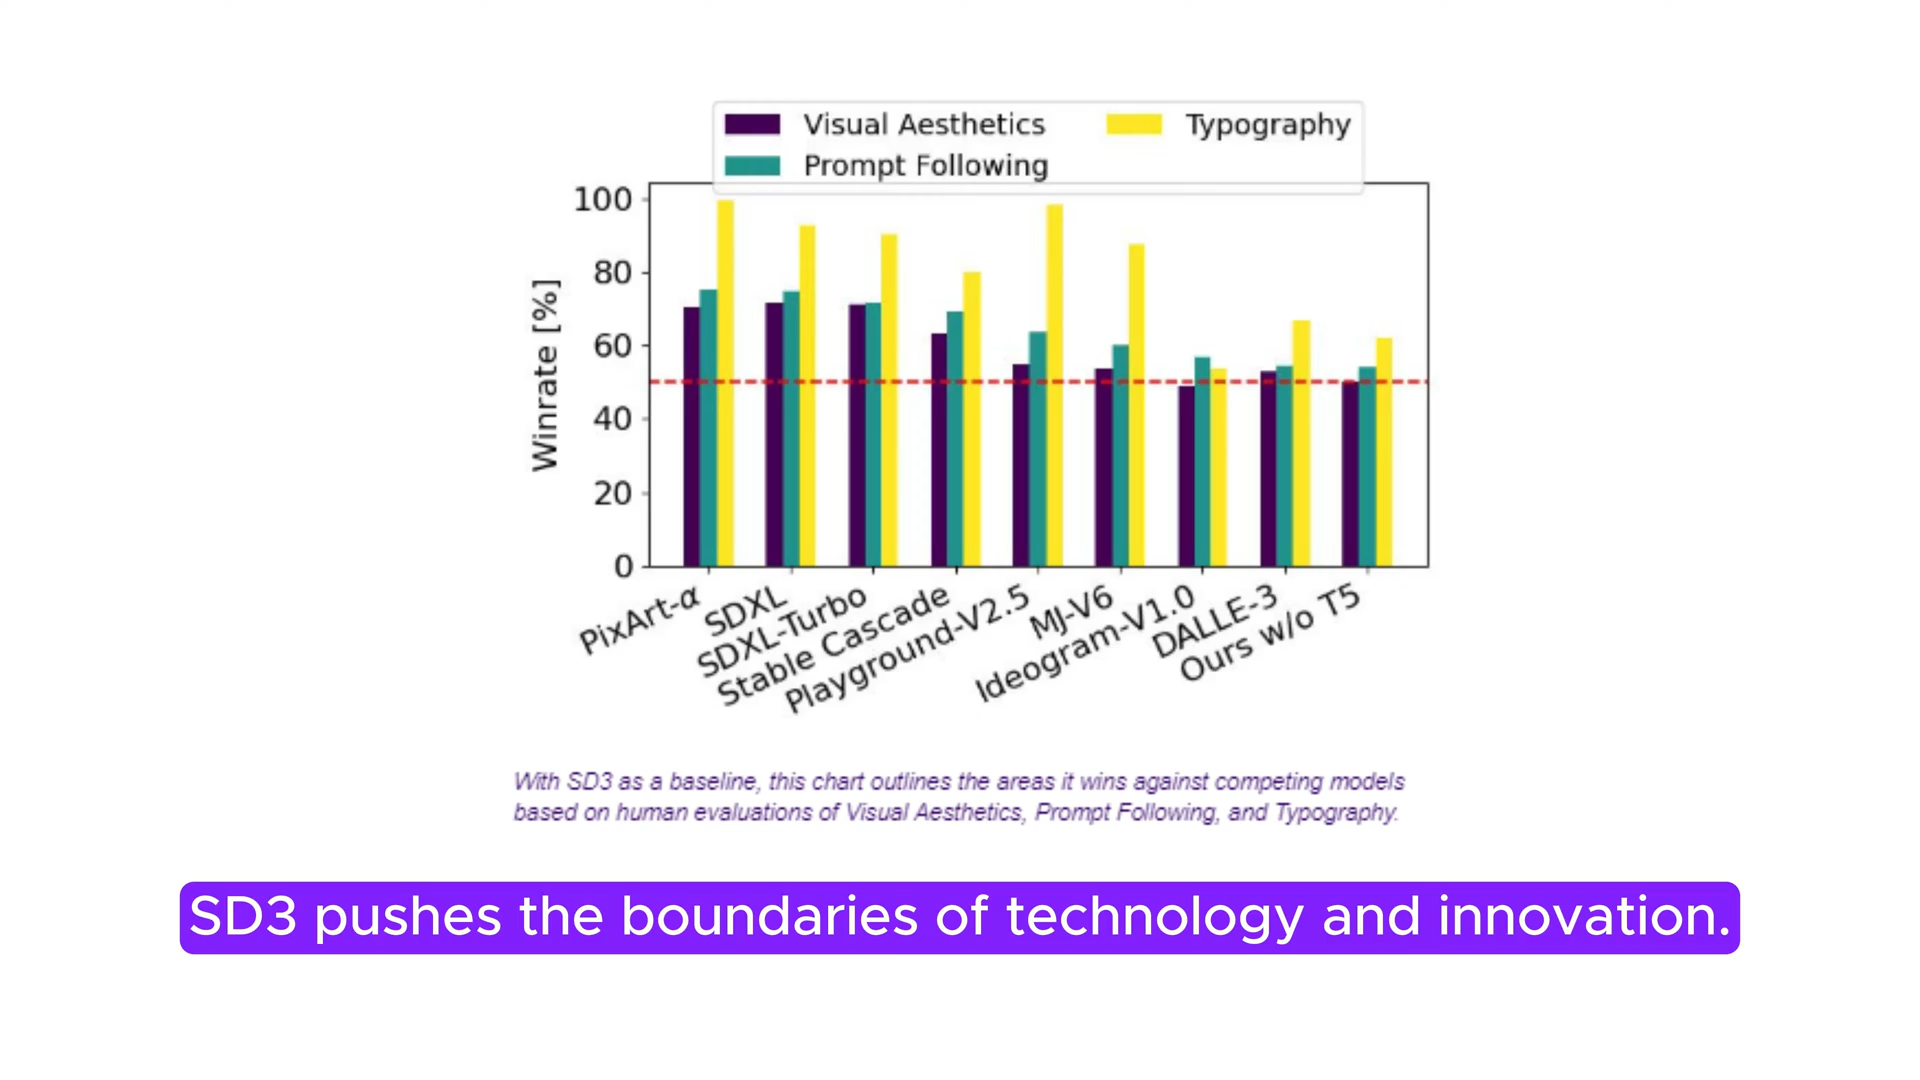 Visual Aesthetics
Typography
Prompt Following
100
80
60
40
20
0
Winrate [%]
PixArt-α
SDXL
SDXL-Turbo
Stable Cascade
Playground-V2.5
MJ-V6
Ideogram-V1.0
DALLE-3
Ours w/o T5
With SD3 as a baseline, this chart outlines the areas it wins against competing models
based on human evaluations of Visual Aesthetics, Prompt Following, and Typography.
SD3 pushes the boundaries of technology and innovation.